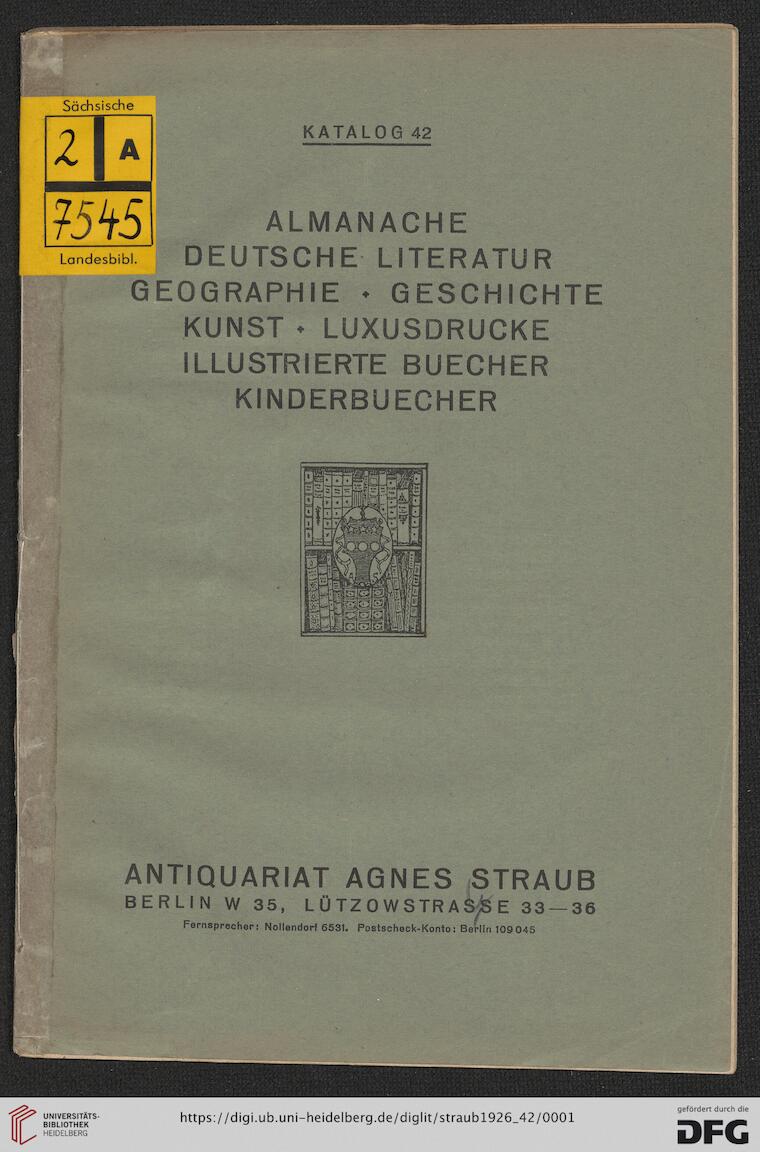 KATALOG 42
Sächsische
2 A
7545
Landesbibl.
ALMANACHE
DEUTSCHE LITERATUR
GEOGRAPHIE + GESCHICHTE
KUNST + LUXUSDRUCKE
ILLUSTRIERTE BUECHER
KINDERBUECHER
ANTIQUARIAT AGNES STRAUB
BERLIN W 35, LÜTZOWSTRASSE 33—36
Fernsprecher: Nollendorf 6531. Postscheck-Konto: Berlin 109 045
UNIVERSITÄTS-
BIBLIOTHEK
HEIDELBERG
https://digi.ub.uni-heidelberg.de/diglit/straub1926_42/0001
gefördert durch die
DFG